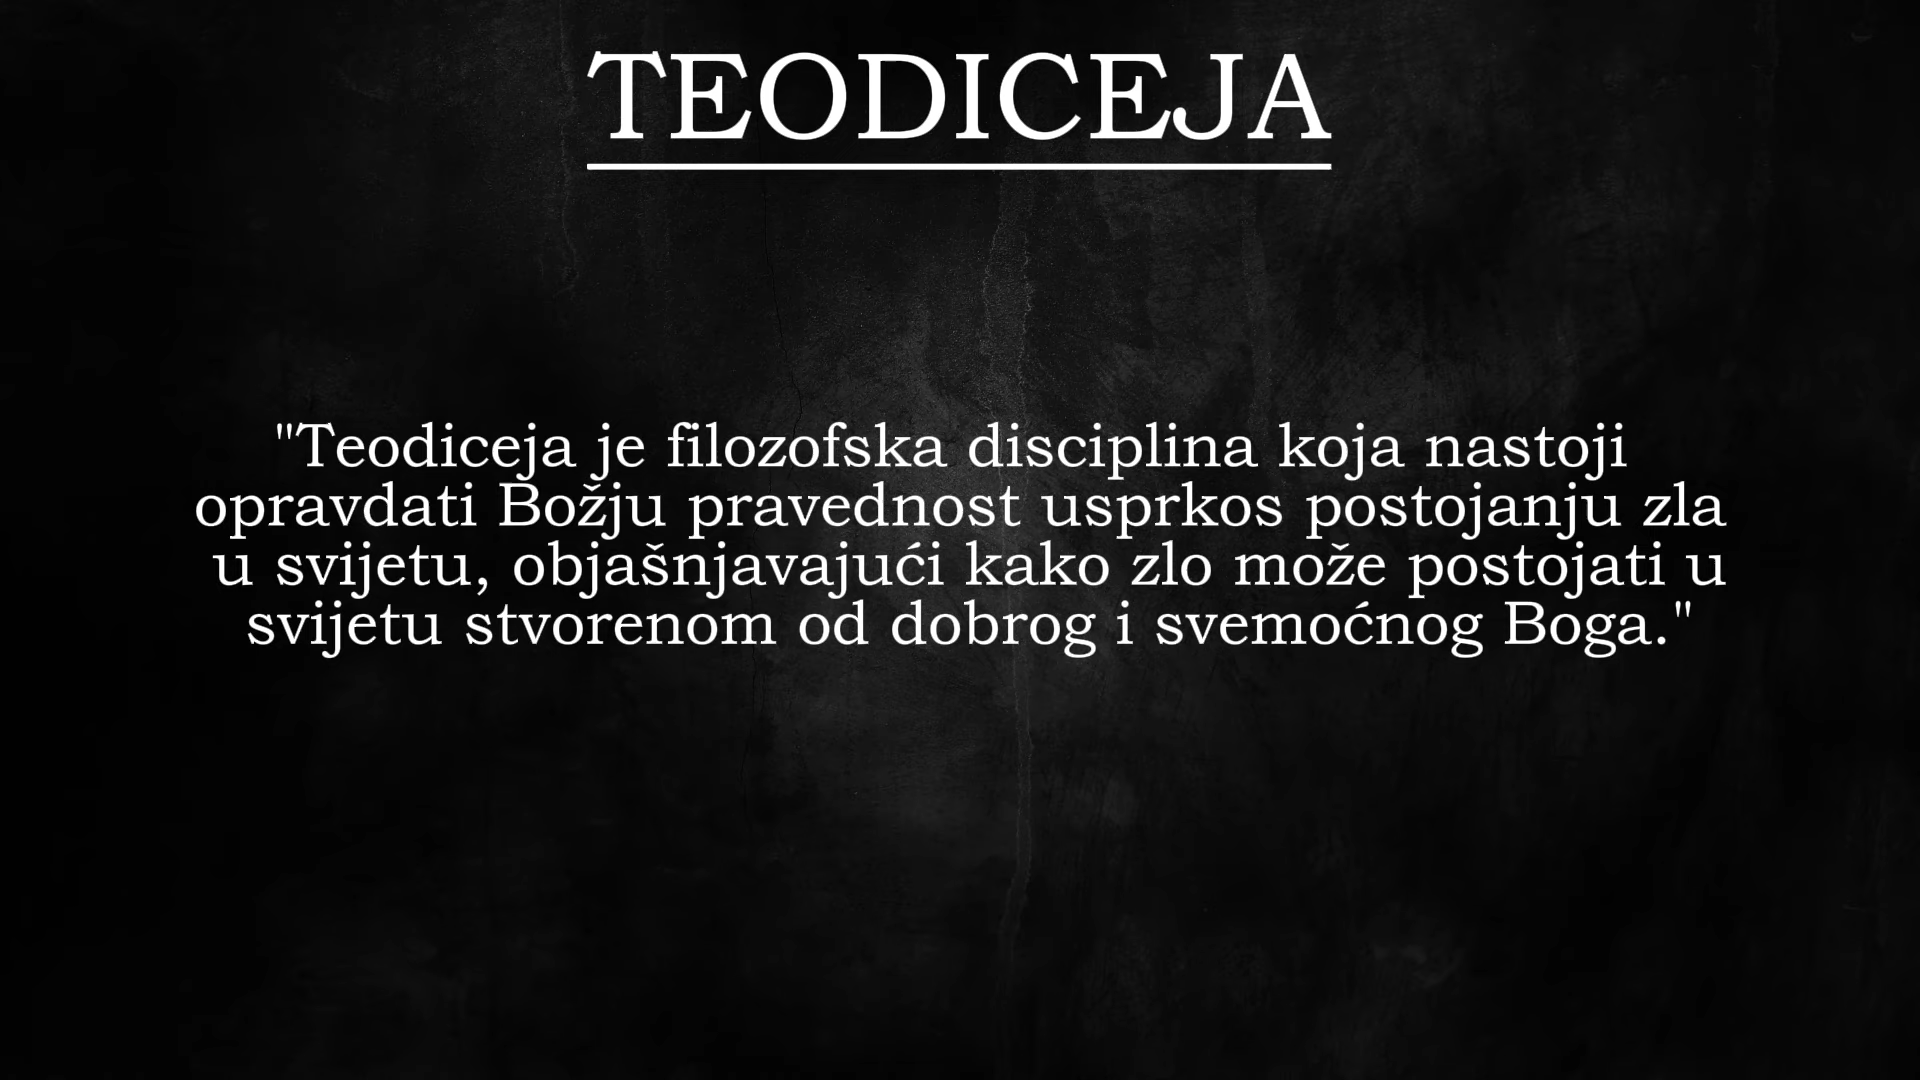 TEODICEJA
"Teodiceja je filozofska disciplina koja nastoji
opravdati Božju pravednost usprkos postojanju zla
u svijetu, objašnjavajući kako zlo može postojati u
svijetu stvorenom od dobrog i svemoćnog Boga."